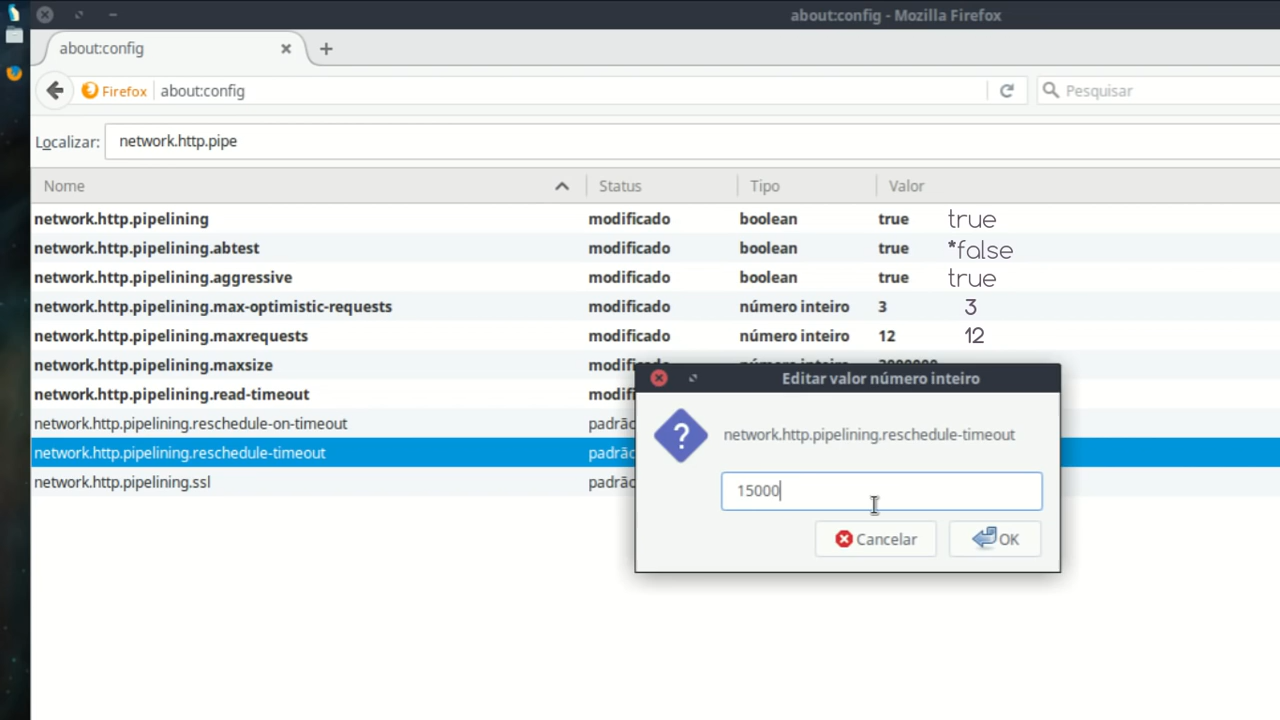 about:config - Mozilla Firefox
about:config
Firefox about:config Pesquisar
Localizar: network.http.pipe
Nome Status Tipo Valor
network.http.pipelining modificado boolean true true
network.http.pipelining.abtest modificado boolean true *false
network.http.pipelining.aggressive modificado boolean true true
network.http.pipelining.max-optimistic-requests modificado número inteiro 3 3
network.http.pipelining.maxrequests modificado número inteiro 12 12
network.http.pipelining.maxsize
network.http.pipelining.read-timeout
network.http.pipelining.reschedule-on-timeout
network.http.pipelining.reschedule-timeout
network.http.pipelining.ssl
Editar valor número inteiro
network.http.pipelining.reschedule-timeout
15000
Cancelar OK